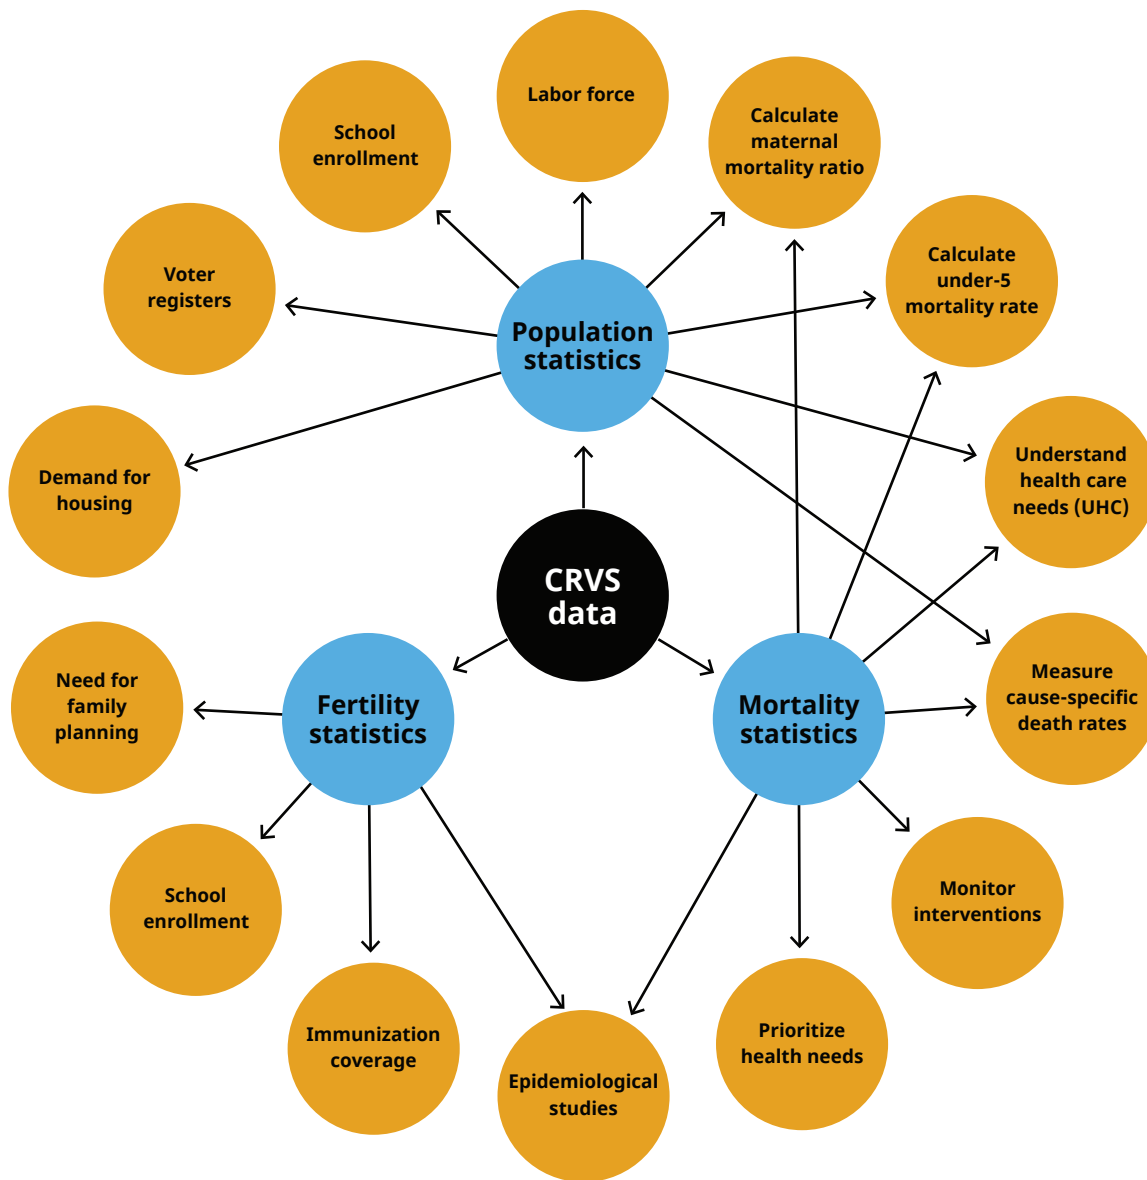 Labor force
School
enrollment
Calculate
maternal
mortality ratio
Voter
registers
Calculate
under-5
mortality rate
Population
statistics
Demand for
housing
Understand
health care
needs (UHC)
CRVS
data
Need for
family
planning
Fertility
statistics
Mortality
statistics
Measure
cause-specific
death rates
School
enrollment
Monitor
interventions
Immunization
coverage
Epidemiological
studies
Prioritize
health needs